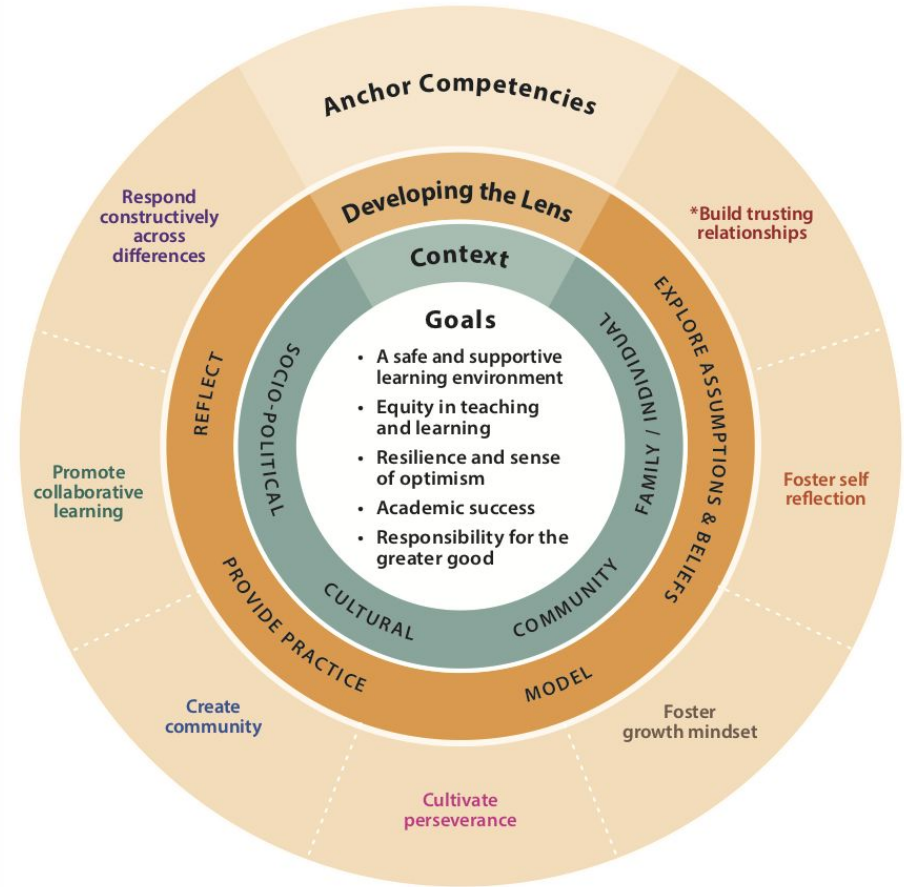 Anchor Competencies
Developing the Lens
Context
Goals
• A safe and supportive
learning environment
• Equity in teaching
and learning
• Resilience and sense
of optimism
• Academic success
• Responsibility for the
greater good
FAMILY/INDIVIDUAL
COMMUNITY
CULTURAL
SOCIO-POLITICAL
EXPLORE ASSUMPTIONS & BELIEFS
MODEL
PROVIDE PRACTICE
REFLECT
*Build trusting
relationships
Foster self
reflection
Foster
growth mindset
Cultivate
perseverance
Create
community
Promote
collaborative
learning
Respond
constructively
across
differences